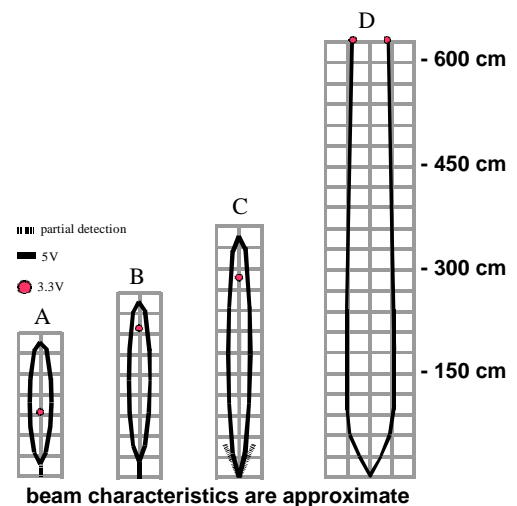 D
- 600 cm
- 450 cm
C
partial detection
5V
3.3V
B
- 300 cm
A
- 150 cm
beam characteristics are approximate